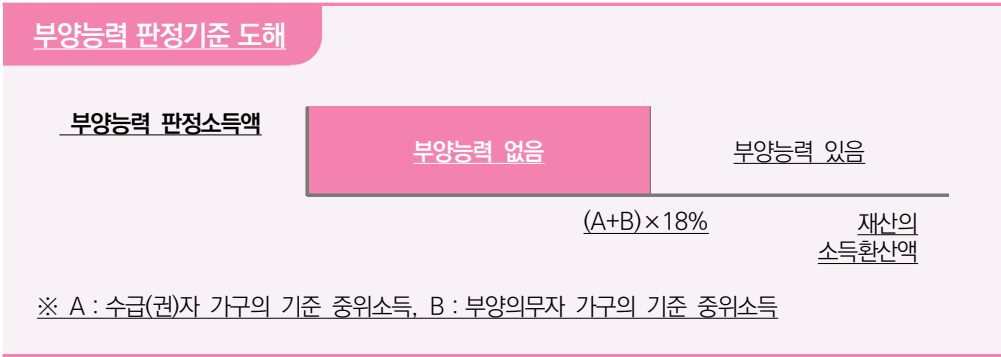 부양능력 판정기준 도해
부양능력 판정소득액
부양능력 없음
부양능력 있음
(A+B)×18%
재산의
소득환산액
※ A : 수급(권)자 가구의 기준 중위소득, B : 부양의무자 가구의 기준 중위소득